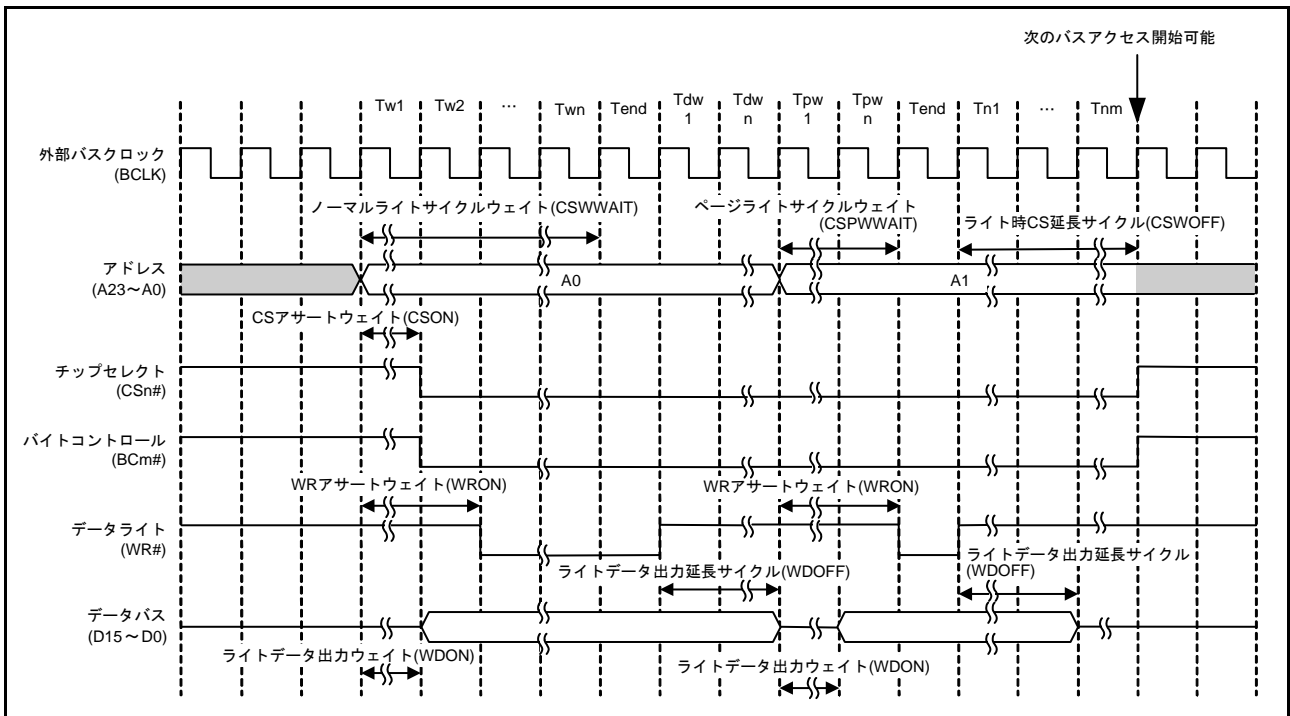 次のバスアクセス開始可能
Tw1 Tw2 … Twn Tend Tdw1 Tdwn Tpw1 Tpwn Tend Tn1 … Tnm
外部バスクロック
(BCLK)
ノーマルライトサイクルウェイト(CSWWAIT)
ページライトサイクルウェイト
(CSPWWAIT)
ライト時CS延長サイクル(CSWOFF)
アドレス
(A23～A0)
A0
A1
CSアサートウェイト(CSON)
チップセレクト
(CSn#)
バイトコントロール
(BCm#)
WRアサートウェイト(WRON)
WRアサートウェイト(WRON)
データライト
(WR#)
ライトデータ出力延長サイクル(WDOFF)
ライトデータ出力延長サイクル
(WDOFF)
データバス
(D15～D0)
ライトデータ出力ウェイト(WDON)
ライトデータ出力ウェイト(WDON)